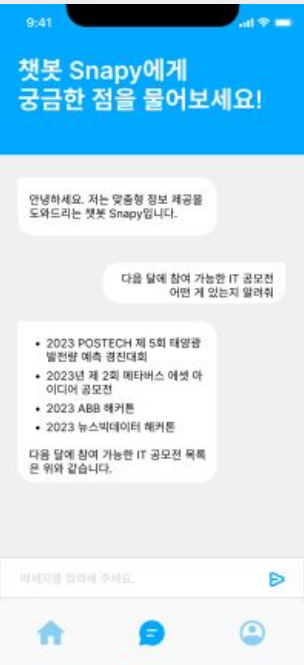 9:41
챗봇 Snapy에게
궁금한 점을 물어보세요!
안녕하세요. 저는 맞춤형 정보 제공을
도와드리는 챗봇 Snapy입니다.
다음 달에 참여 가능한 IT 공모전
어떤 게 있는지 알려줘
• 2023 POSTECH 제 5회 태양광
발전량 예측 경진대회
• 2023년 제 2회 메타버스 에셋 아
이디어 공모전
• 2023 ABB 해커톤
• 2023 뉴스빅데이터 해커톤
다음 달에 참여 가능한 IT 공모전 목록
은 위와 같습니다.
메세지를 입력해 주세요.